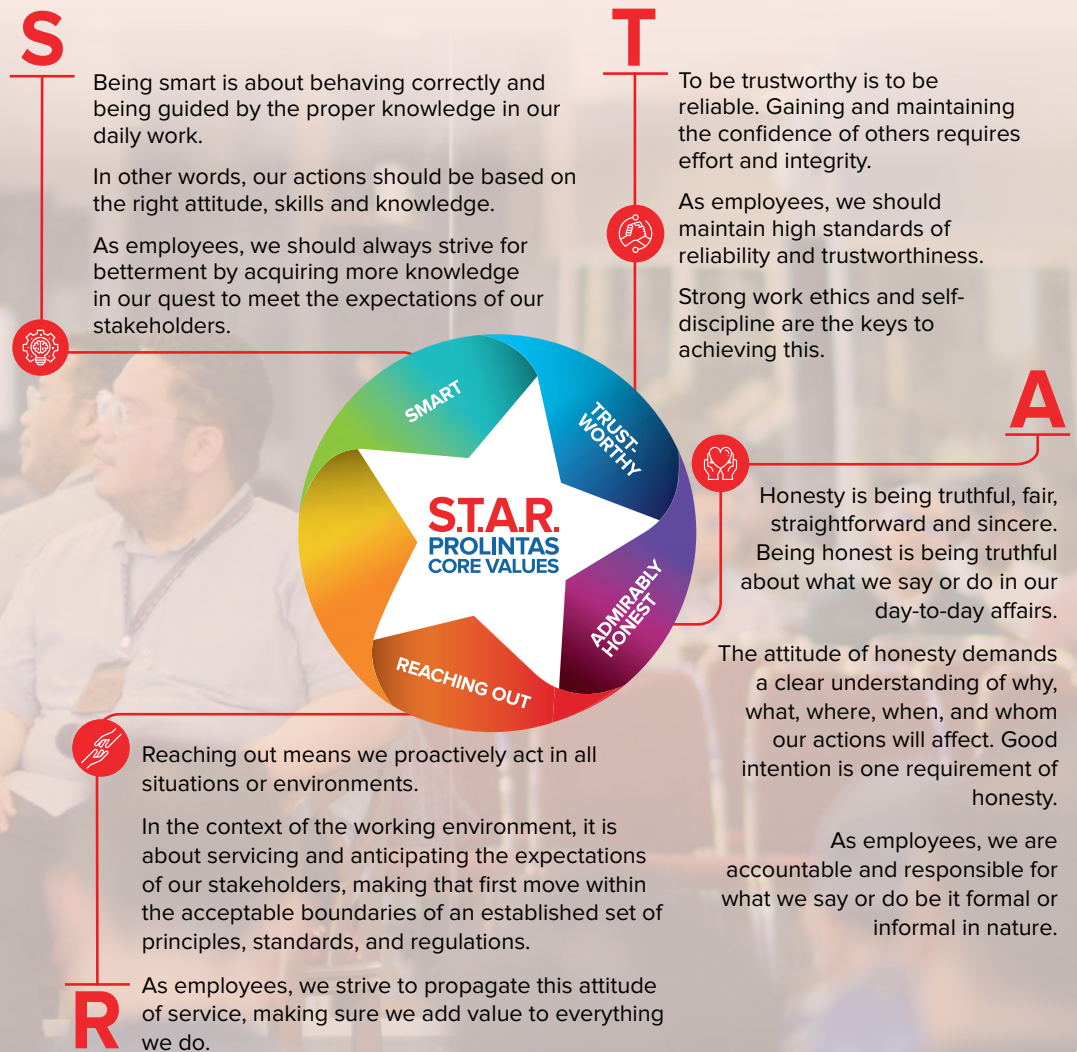 S
Being smart is about behaving correctly and
being guided by the proper knowledge in our
daily work.
In other words, our actions should be based on
the right attitude, skills and knowledge.
As employees, we should always strive for
betterment by acquiring more knowledge
in our quest to meet the expectations of our
stakeholders.
T
To be trustworthy is to be
reliable. Gaining and maintaining
the confidence of others requires
effort and integrity.
As employees, we should
maintain high standards of
reliability and trustworthiness.
Strong work ethics and self-
discipline are the keys to
achieving this.
SMART
TRUST-
WORTHY
ADMIRABLY
HONEST
REACHING OUT
S.T.A.R.
PROLINTAS
CORE VALUES
A
Honesty is being truthful, fair,
straightforward and sincere.
Being honest is being truthful
about what we say or do in our
day-to-day affairs.
The attitude of honesty demands
a clear understanding of why,
what, where, when, and whom
our actions will affect. Good
intention is one requirement of
honesty.
As employees, we are
accountable and responsible for
what we say or do be it formal or
informal in nature.
R
Reaching out means we proactively act in all
situations or environments.
In the context of the working environment, it is
about servicing and anticipating the expectations
of our stakeholders, making that first move within
the acceptable boundaries of an established set of
principles, standards, and regulations.
As employees, we strive to propagate this attitude
of service, making sure we add value to everything
we do.